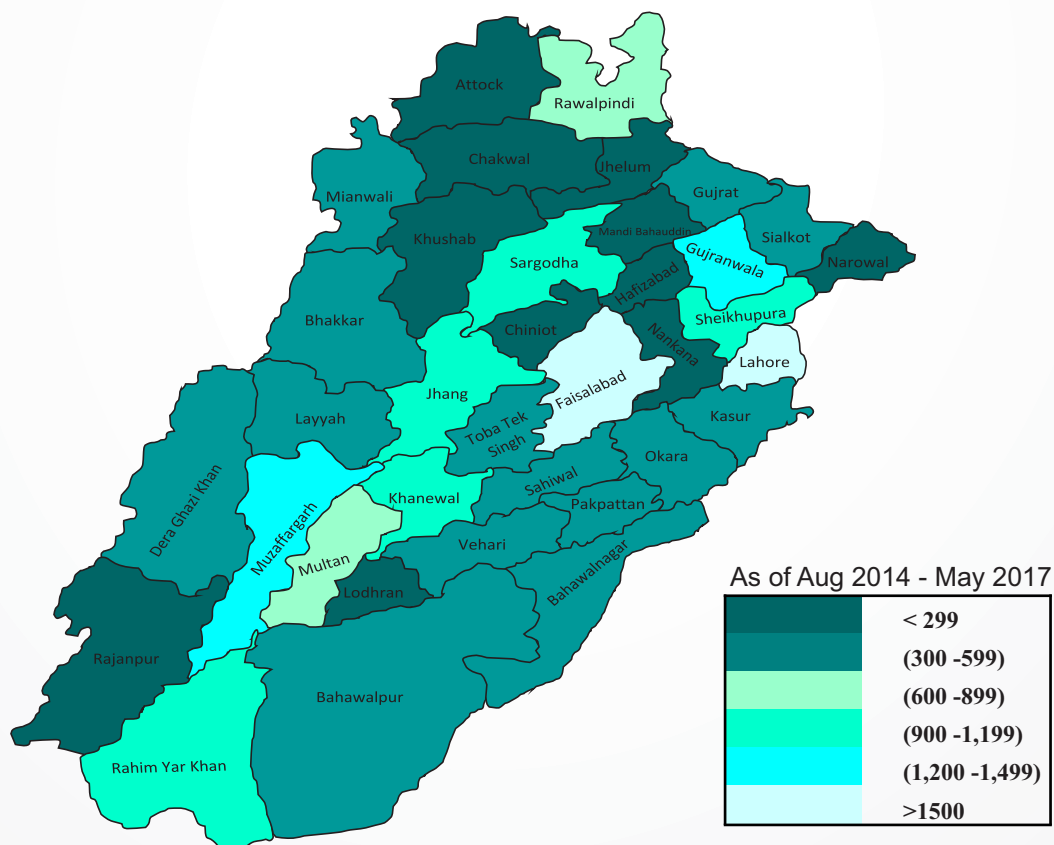 Attock
Rawalpindi
Chakwal
Jhelum
Mianwali
Gujrat
Khushab
Mandi Bahauddin
Sialkot
Sargodha
Gujranwala
Narowal
Hafizabad
Bhakkar
Sheikhupura
Chiniot
Nankana
Lahore
Jhang
Faisalabad
Layyah
Toba Tek
Singh
Kasur
Okara
Dera Ghazi Khan
Muzaffargarh
Khanewal
Sahiwal
Pakpattan
Vehari
Multan
Bahawalnagar
Lodhran
Rajanpur
Bahawalpur
Rahim Yar Khan
As of Aug 2014 - May 2017
< 299
(300 -599)
(600 -899)
(900 -1,199)
(1,200 -1,499)
>1500